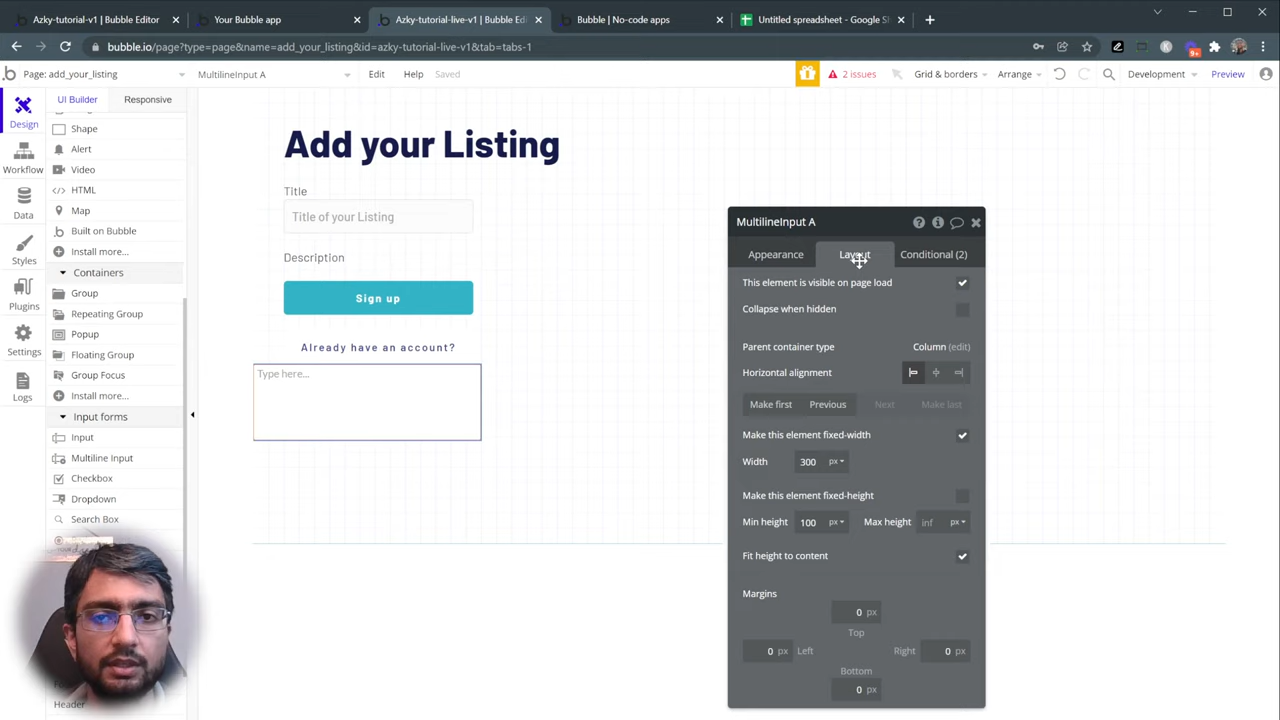 Azky-tutorial-v1 | Bubble Editor
Your Bubble app
Azky-tutorial-live-v1 | Bubble Edi
Bubble | No-code apps
Untitled spreadsheet - Google Sh
bubble.io/page?type=page&name=add_your_listing&id=azky-tutorial-live-v1&tab=tabs-1
9+
Page: add_your_listing
MultilineInput A
Edit
Help
Saved
2 issues
Grid & borders
Arrange
Development
Preview
UI Builder
Responsive
Design
Workflow
Data
Styles
Plugins
Settings
Logs
Shape
Alert
Video
HTML
Map
Built on Bubble
Install more...
Containers
Group
Repeating Group
Popup
Floating Group
Group Focus
Install more...
Input forms
Input
Multiline Input
Checkbox
Dropdown
Search Box
Header
Add your Listing
Title
Title of your Listing
Description
Sign up
Already have an account?
Type here...
MultilineInput A
Appearance
Layout
Conditional (2)
This element is visible on page load
Collapse when hidden
Parent container type
Column (edit)
Horizontal alignment
Make first
Previous
Next
Make last
Make this element fixed-width
Width
300 px
Make this element fixed-height
Min height
100 px
Max height
inf px
Fit height to content
Margins
0 px
Top
0 px
Left
Right
0 px
Bottom
0 px